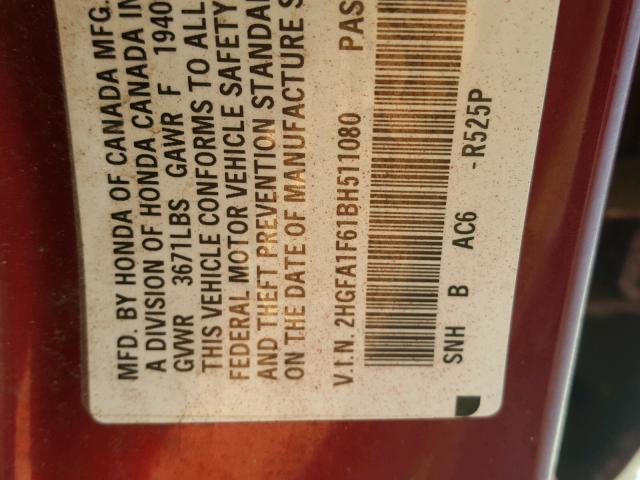 MFD. BY HONDA OF CANADA MFG.
A DIVISION OF HONDA CANADA IN
GVWR 3671LBS GAWR F 1940
THIS VEHICLE CONFORMS TO ALL
FEDERAL MOTOR VEHICLE SAFETY
AND THEFT PREVENTION STANDA
ON THE DATE OF MANUFACTURE S
V.I.N. 2HGFA1F61BH511080 PAS
SNH B AC6 -R525P